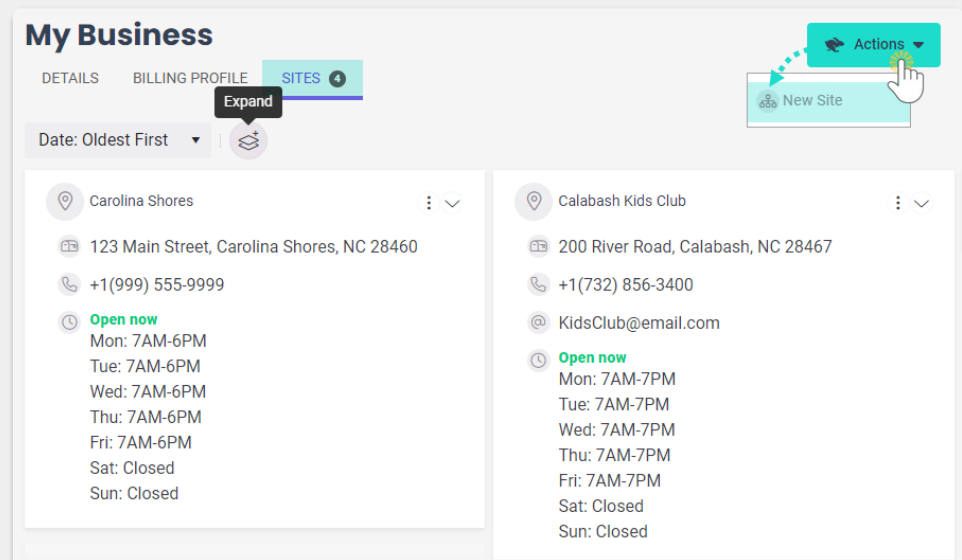 My Business
Actions
DETAILS
BILLING PROFILE
SITES 4
New Site
Expand
Date: Oldest First
Carolina Shores
123 Main Street, Carolina Shores, NC 28460
+1(999) 555-9999
Open now
Mon: 7AM-6PM
Tue: 7AM-6PM
Wed: 7AM-6PM
Thu: 7AM-6PM
Fri: 7AM-6PM
Sat: Closed
Sun: Closed
Calabash Kids Club
200 River Road, Calabash, NC 28467
+1(732) 856-3400
KidsClub@email.com
Open now
Mon: 7AM-7PM
Tue: 7AM-7PM
Wed: 7AM-7PM
Thu: 7AM-7PM
Fri: 7AM-7PM
Sat: Closed
Sun: Closed